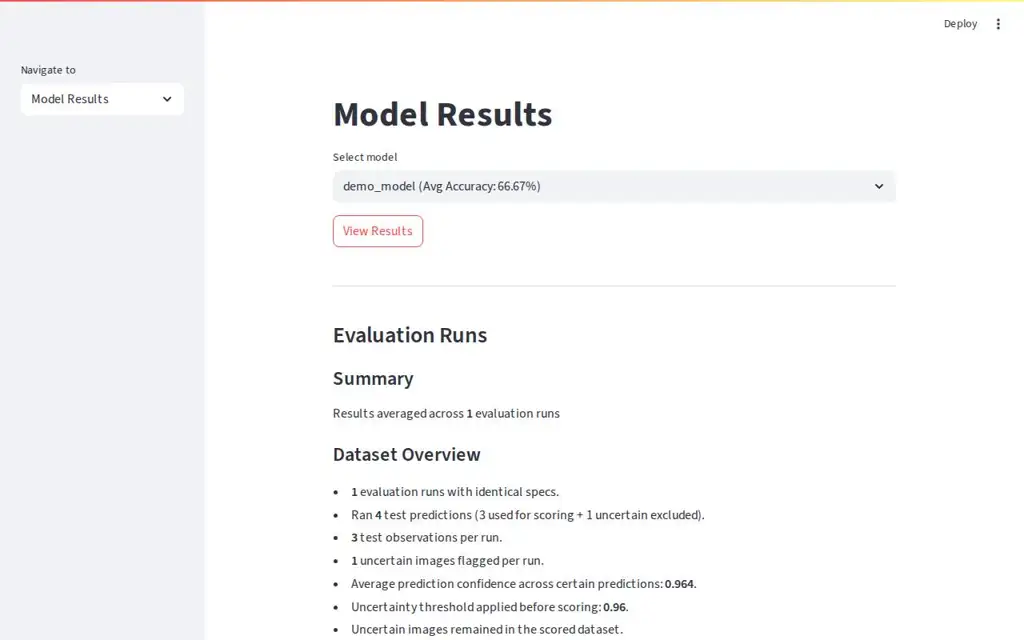 Deploy
Navigate to
Model Results
Model Results
Select model
demo_model (Avg Accuracy: 66.67%)
View Results
Evaluation Runs
Summary
Results averaged across 1 evaluation runs
Dataset Overview
• 1 evaluation runs with identical specs.
• Ran 4 test predictions (3 used for scoring + 1 uncertain excluded).
• 3 test observations per run.
• 1 uncertain images flagged per run.
• Average prediction confidence across certain predictions: 0.964.
• Uncertainty threshold applied before scoring: 0.96.
• Uncertain images remained in the scored dataset.